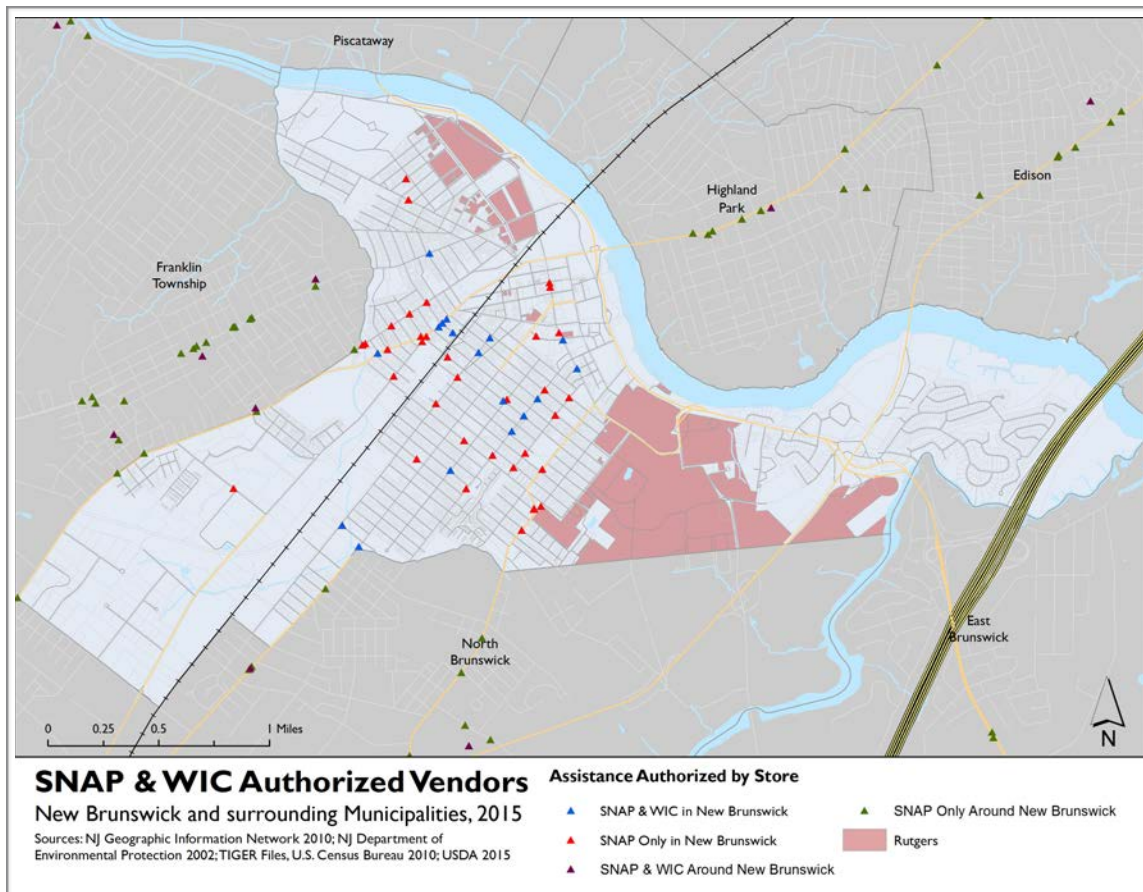 Piscataway
Edison
Highland
Park
Franklin
Township
East
Brunswick
North
Brunswick
0 0.25 0.5 1 Miles
N
SNAP & WIC Authorized Vendors
New Brunswick and surrounding Municipalities, 2015
Sources: NJ Geographic Information Network 2010; NJ Department of
Environmental Protection 2002; TIGER Files, U.S. Census Bureau 2010; USDA 2015
Assistance Authorized by Store
SNAP & WIC in New Brunswick
SNAP Only in New Brunswick
SNAP & WIC Around New Brunswick
SNAP Only Around New Brunswick
Rutgers